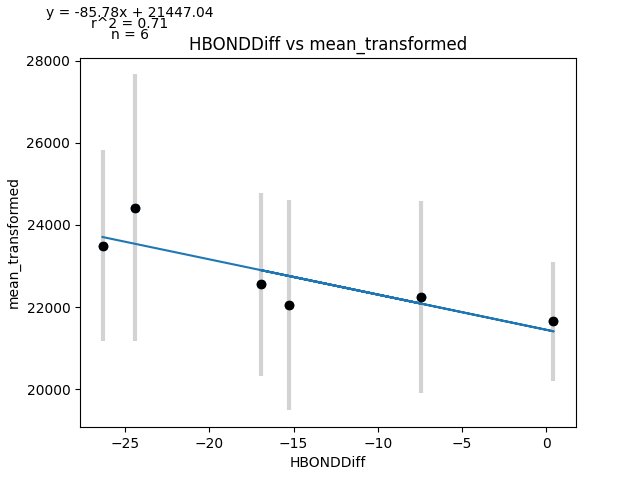 y = -85.78x + 21447.04
r^2 = 0.71
n = 6
HBONDDiff vs mean_transformed
28000
26000
24000
22000
20000
mean_transformed
−25
−20
−15
−10
−5
0
HBONDDiff